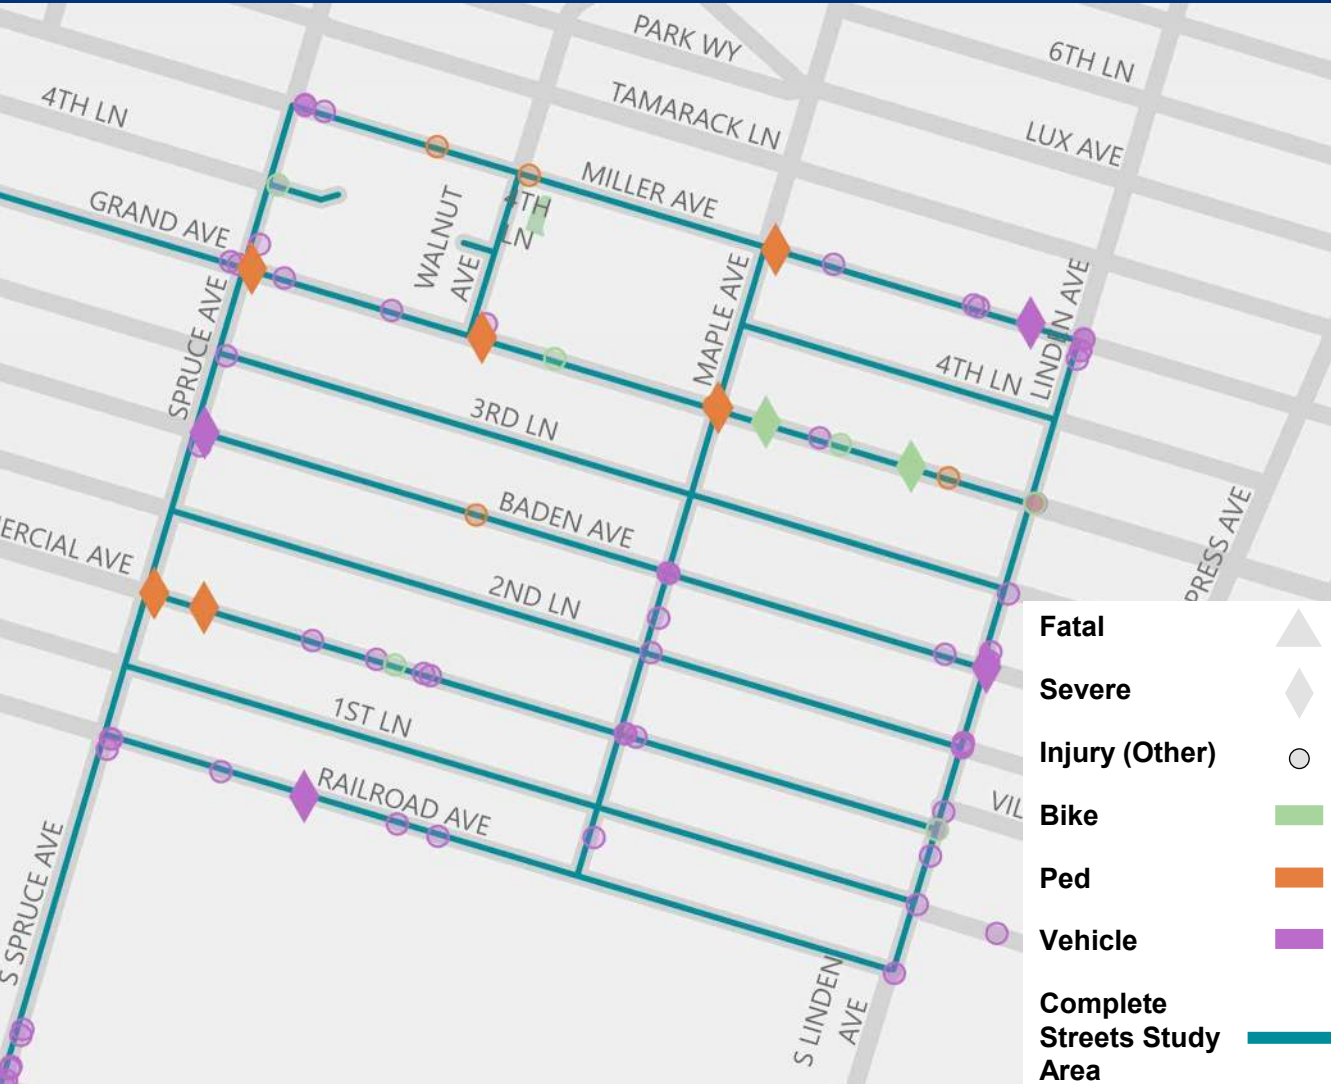 PARK WY
6TH LN
TAMARACK LN
4TH LN
LUX AVE
MILLER AVE
WALNUT
AVE
4TH
LN
GRAND AVE
SPRUCE AVE
MAPLE AVE
LINDEN AVE
4TH LN
3RD LN
BADEN AVE
ERCIAL AVE
2ND LN
PRESS AVE
1ST LN
RAILROAD AVE
VIL
S SPRUCE AVE
S LINDEN
AVE
Fatal
Severe
Injury (Other)
Bike
Ped
Vehicle
Complete
Streets Study
Area